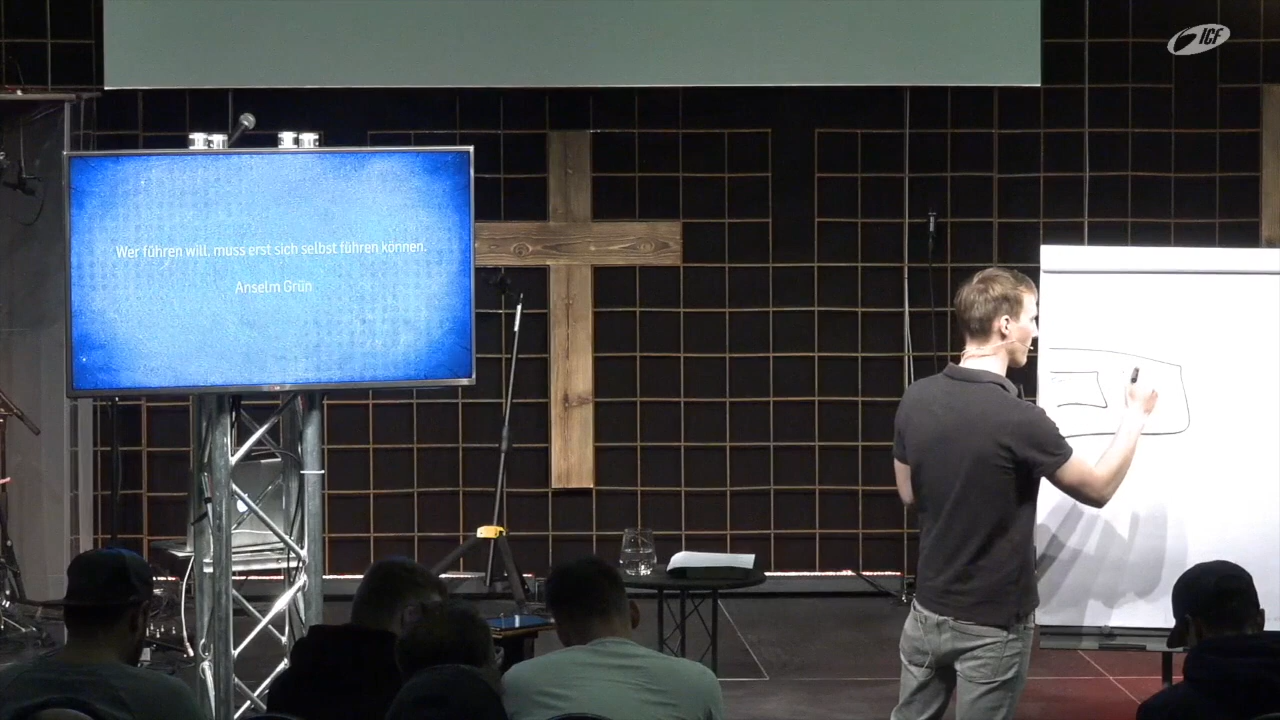 ICF
Wer führen will, muss erst sich selbst führen können.
Anselm Grün